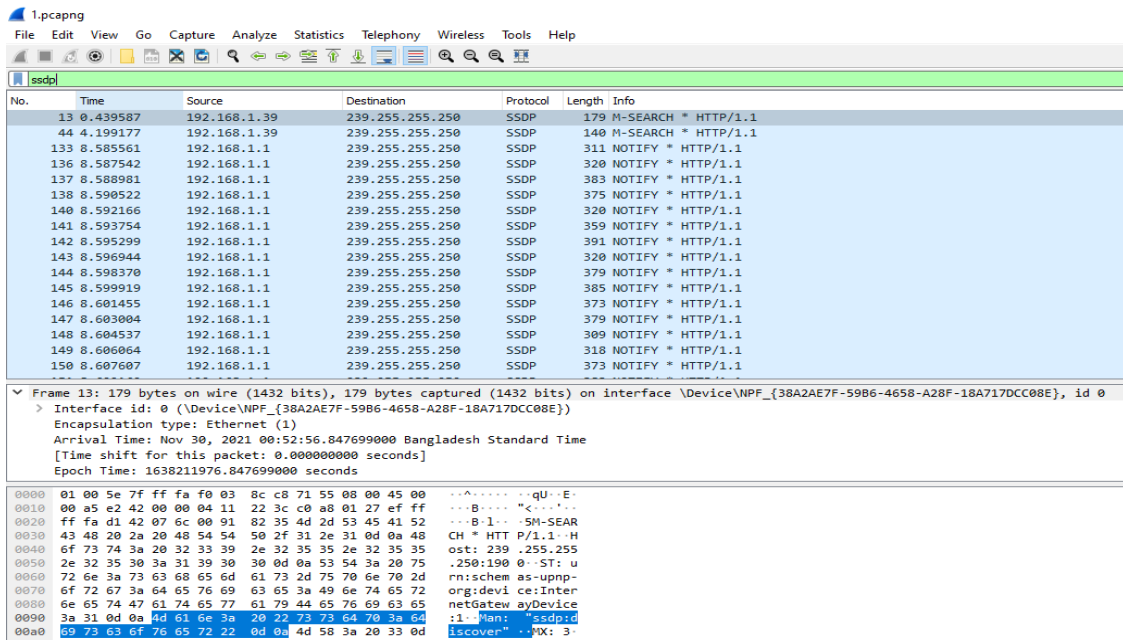 1.pcapng
File Edit View Go Capture Analyze Statistics Telephony Wireless Tools Help
ssdp
No. Time Source Destination Protocol Length Info
13 0.439587 192.168.1.39 239.255.255.250 SSDP 179 M-SEARCH * HTTP/1.1
44 4.199177 192.168.1.39 239.255.255.250 SSDP 140 M-SEARCH * HTTP/1.1
133 8.585561 192.168.1.1 239.255.255.250 SSDP 311 NOTIFY * HTTP/1.1
136 8.587542 192.168.1.1 239.255.255.250 SSDP 320 NOTIFY * HTTP/1.1
137 8.588981 192.168.1.1 239.255.255.250 SSDP 383 NOTIFY * HTTP/1.1
138 8.590522 192.168.1.1 239.255.255.250 SSDP 375 NOTIFY * HTTP/1.1
140 8.592166 192.168.1.1 239.255.255.250 SSDP 320 NOTIFY * HTTP/1.1
141 8.593754 192.168.1.1 239.255.255.250 SSDP 359 NOTIFY * HTTP/1.1
142 8.595299 192.168.1.1 239.255.255.250 SSDP 391 NOTIFY * HTTP/1.1
143 8.596944 192.168.1.1 239.255.255.250 SSDP 320 NOTIFY * HTTP/1.1
144 8.598370 192.168.1.1 239.255.255.250 SSDP 379 NOTIFY * HTTP/1.1
145 8.599919 192.168.1.1 239.255.255.250 SSDP 385 NOTIFY * HTTP/1.1
146 8.601455 192.168.1.1 239.255.255.250 SSDP 373 NOTIFY * HTTP/1.1
147 8.603004 192.168.1.1 239.255.255.250 SSDP 379 NOTIFY * HTTP/1.1
148 8.604537 192.168.1.1 239.255.255.250 SSDP 309 NOTIFY * HTTP/1.1
149 8.606064 192.168.1.1 239.255.255.250 SSDP 318 NOTIFY * HTTP/1.1
150 8.607607 192.168.1.1 239.255.255.250 SSDP 373 NOTIFY * HTTP/1.1
Frame 13: 179 bytes on wire (1432 bits), 179 bytes captured (1432 bits) on interface \Device\NPF_{38A2AE7F-59B6-4658-A28F-18A717DCC08E}, id 0
Interface id: 0 (\Device\NPF_{38A2AE7F-59B6-4658-A28F-18A717DCC08E})
Encapsulation type: Ethernet (1)
Arrival Time: Nov 30, 2021 00:52:56.847699000 Bangladesh Standard Time
[Time shift for this packet: 0.000000000 seconds]
Epoch Time: 1638211976.847699000 seconds
0000 01 00 5e 7f ff fa f0 03 8c c8 71 55 08 00 45 00 ··^····· ··qU··E·
0010 00 a5 e2 42 00 00 04 11 22 3c c0 a8 01 27 ef ff ···B···· "<···'··
0020 ff fa d1 42 07 6c 00 91 82 35 4d 2d 53 45 41 52 ···B·l·· ·5M-SEAR
0030 43 48 20 2a 20 48 54 54 50 2f 31 2e 31 0d 0a 48 CH * HTT P/1.1··H
0040 6f 73 74 3a 20 32 33 39 2e 32 35 35 2e 32 35 35 ost: 239 .255.255
0050 2e 32 35 30 3a 31 39 30 30 0d 0a 53 54 3a 20 75 .250:190 0··ST: u
0060 72 6e 3a 73 63 68 65 6d 61 73 2d 75 70 6e 70 2d rn:schem as-upnp-
0070 6f 72 67 3a 64 65 76 69 63 65 3a 49 6e 74 65 72 org:devi ce:Inter
0080 6e 65 74 47 61 74 65 77 61 79 44 65 76 69 63 65 netGatew ayDevice
0090 3a 31 0d 0a 4d 61 6e 3a 20 22 73 73 64 70 3a 64 :1··Man: "ssdp:d
00a0 69 73 63 6f 76 65 72 22 0d 0a 4d 58 3a 20 33 0d iscover" ··MX: 3·